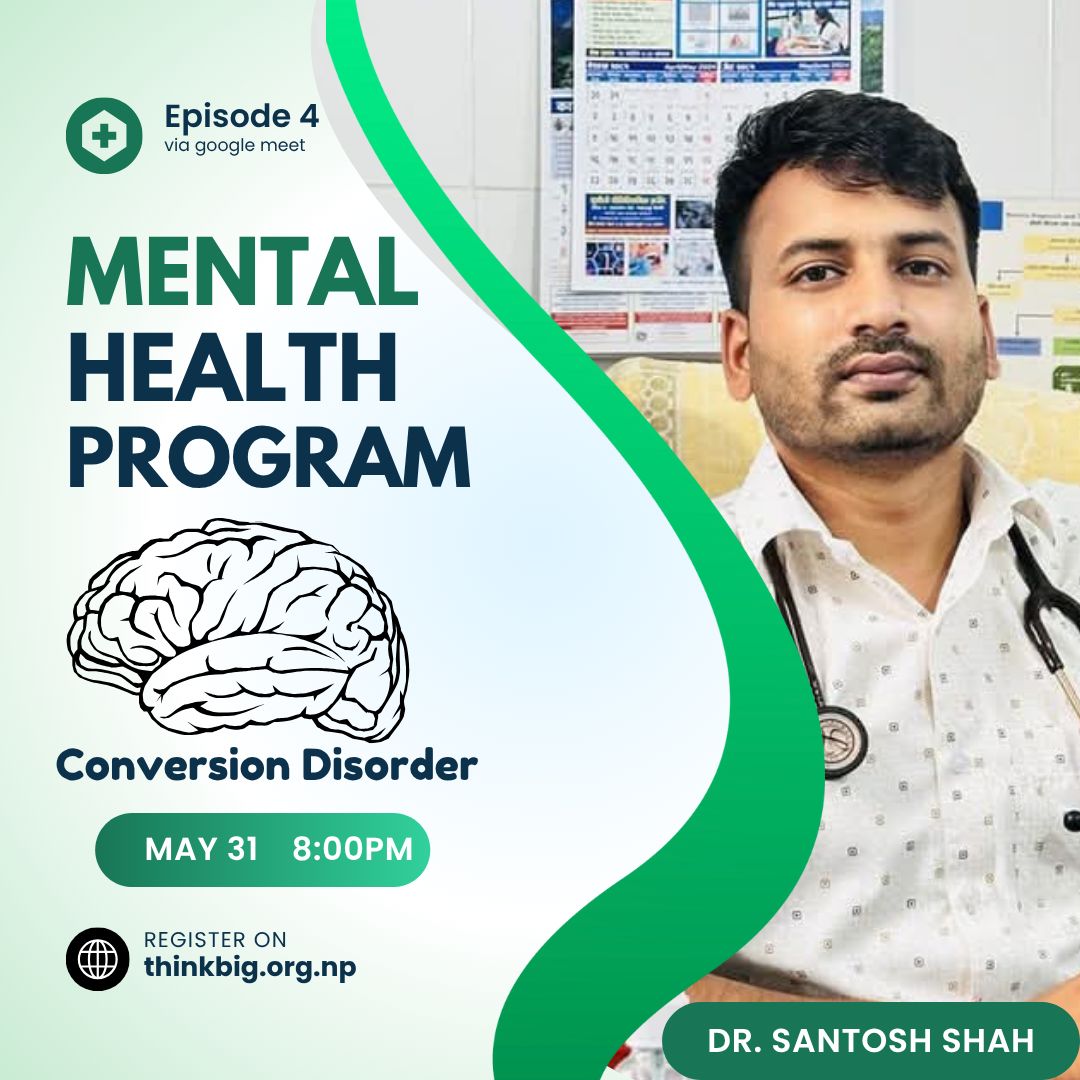 Episode 4
via google meet
MENTAL
HEALTH
PROGRAM
Conversion Disorder
MAY 31 8:00PM
REGISTER ON
thinkbig.org.np
DR. SANTOSH SHAH